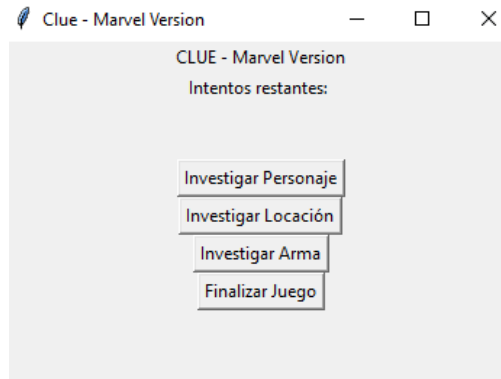 Clue - Marvel Version
CLUE - Marvel Version
Intentos restantes:
Investigar Personaje
Investigar Locación
Investigar Arma
Finalizar Juego